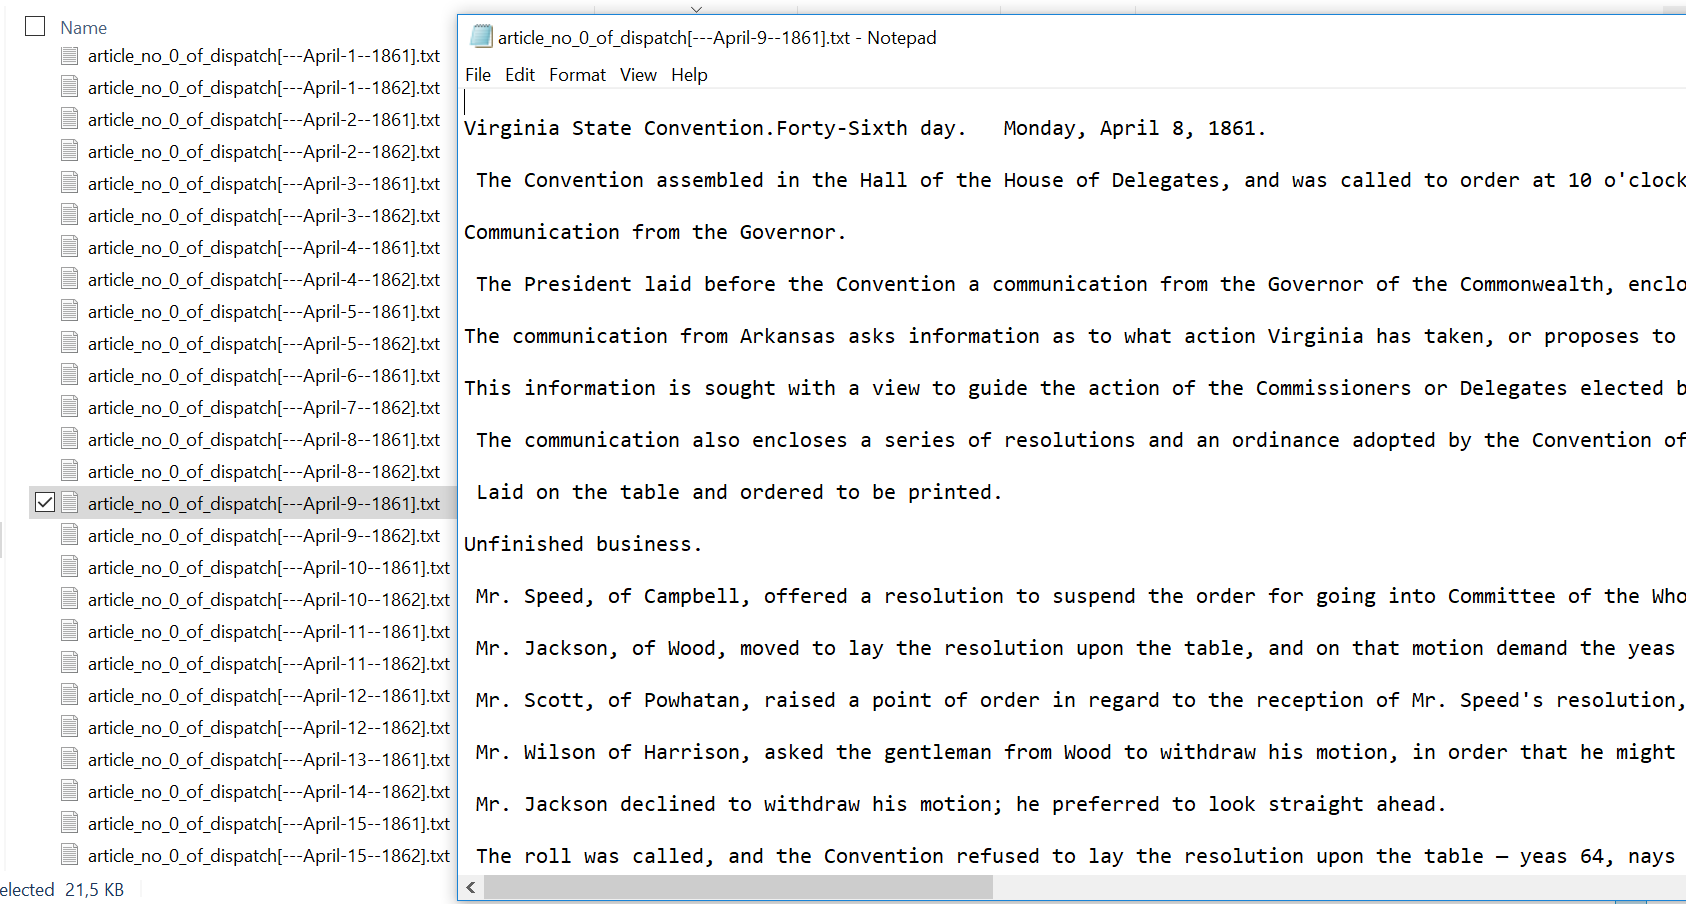 Name
article_no_0_of_dispatch[---April-1--1861].txt
article_no_0_of_dispatch[---April-1--1862].txt
article_no_0_of_dispatch[---April-2--1861].txt
article_no_0_of_dispatch[---April-2--1862].txt
article_no_0_of_dispatch[---April-3--1861].txt
article_no_0_of_dispatch[---April-3--1862].txt
article_no_0_of_dispatch[---April-4--1861].txt
article_no_0_of_dispatch[---April-4--1862].txt
article_no_0_of_dispatch[---April-5--1861].txt
article_no_0_of_dispatch[---April-5--1862].txt
article_no_0_of_dispatch[---April-6--1861].txt
article_no_0_of_dispatch[---April-7--1862].txt
article_no_0_of_dispatch[---April-8--1861].txt
article_no_0_of_dispatch[---April-8--1862].txt
article_no_0_of_dispatch[---April-9--1861].txt
article_no_0_of_dispatch[---April-9--1862].txt
article_no_0_of_dispatch[---April-10--1861].txt
article_no_0_of_dispatch[---April-10--1862].txt
article_no_0_of_dispatch[---April-11--1861].txt
article_no_0_of_dispatch[---April-11--1862].txt
article_no_0_of_dispatch[---April-12--1861].txt
article_no_0_of_dispatch[---April-12--1862].txt
article_no_0_of_dispatch[---April-13--1861].txt
article_no_0_of_dispatch[---April-14--1862].txt
article_no_0_of_dispatch[---April-15--1861].txt
article_no_0_of_dispatch[---April-15--1862].txt
elected 21,5 KB
article_no_0_of_dispatch[---April-9--1861].txt - Notepad
File Edit Format View Help
Virginia State Convention.Forty-Sixth day.   Monday, April 8, 1861.
The Convention assembled in the Hall of the House of Delegates, and was called to order at 10 o'clock
Communication from the Governor.
The President laid before the Convention a communication from the Governor of the Commonwealth, enclo
The communication from Arkansas asks information as to what action Virginia has taken, or proposes to
This information is sought with a view to guide the action of the Commissioners or Delegates elected b
The communication also encloses a series of resolutions and an ordinance adopted by the Convention of
Laid on the table and ordered to be printed.
Unfinished business.
Mr. Speed, of Campbell, offered a resolution to suspend the order for going into Committee of the Who
Mr. Jackson, of Wood, moved to lay the resolution upon the table, and on that motion demand the yeas
Mr. Scott, of Powhatan, raised a point of order in regard to the reception of Mr. Speed's resolution,
Mr. Wilson of Harrison, asked the gentleman from Wood to withdraw his motion, in order that he might
Mr. Jackson declined to withdraw his motion; he preferred to look straight ahead.
The roll was called, and the Convention refused to lay the resolution upon the table — yeas 64, nays